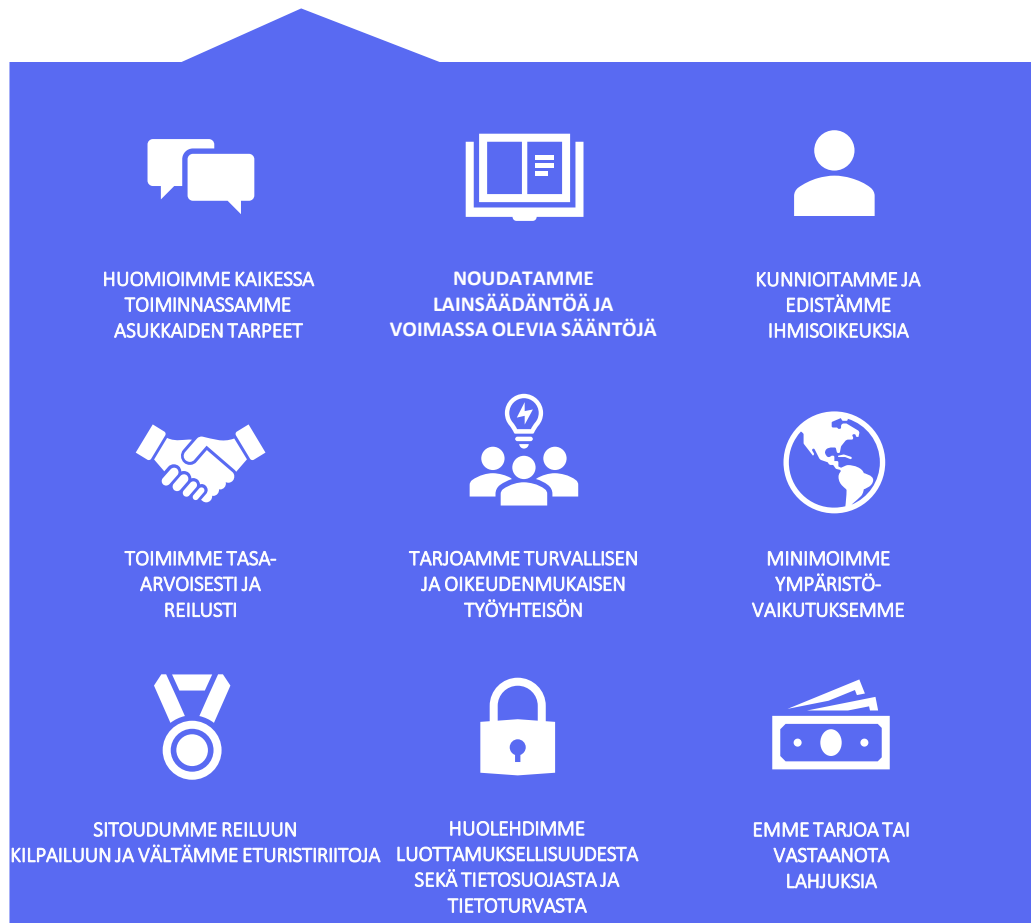 HUOMIOIMME KAIKESSA
TOIMINNASSAMME
ASUKKAIDEN TARPEET
NOUDATAMME
LAINSÄÄDÄNTÖÄ JA
VOIMASSA OLEVIA SÄÄNTÖJÄ
KUNNIOITAMME JA
EDISTÄMME
IHMISOIKEUKSIA
TOIMIMME TASA-
ARVOISESTI JA
REILUSTI
TARJOAMME TURVALLISEN
JA OIKEUDENMUKAISEN
TYÖYHTEISÖN
MINIMOIMME
YMPÄRISTÖ-
VAIKUTUKSEMME
SITOUDUMME REILUUN
KILPAILUUN JA VÄLTÄMME ETURISTIRIITOJA
HUOLEHDIMME
LUOTTAMUKSELLISUUDESTA
SEKÄ TIETOSUOJASTA JA
TIETOTURVASTA
EMME TARJOA TAI
VASTAANOTA
LAHJUKSIA